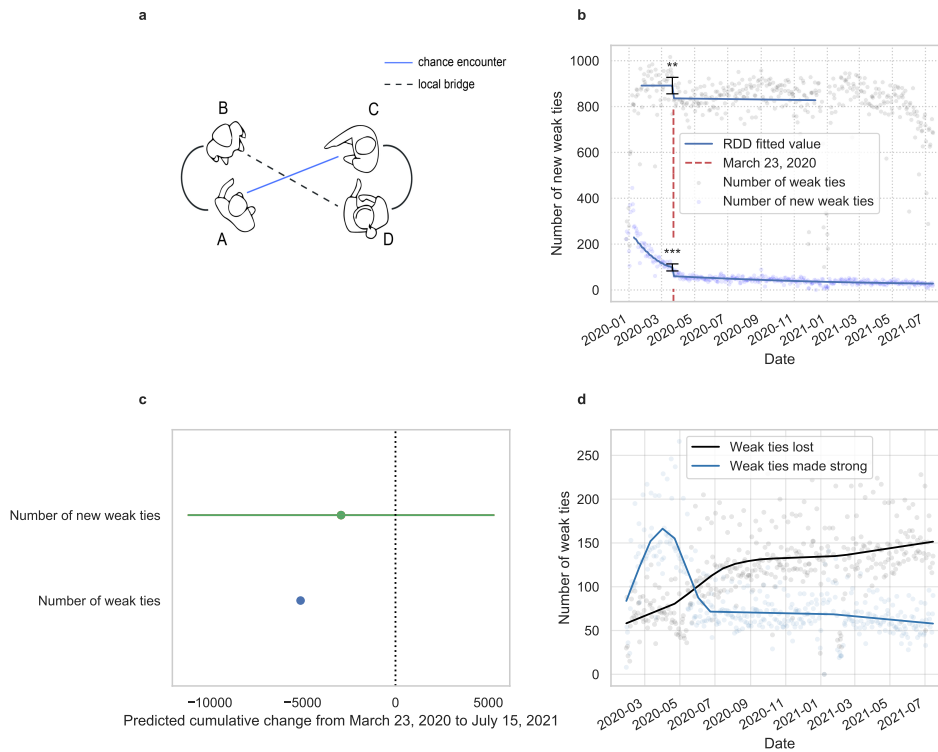 a
chance encounter
local bridge
B
C
A
D
b
1000
800
600
400
200
0
Number of new weak ties
**
***
RDD fitted value
March 23, 2020
Number of weak ties
Number of new weak ties
2020-01
2020-03
2020-05
2020-07
2020-09
2020-11
2021-01
2021-03
2021-05
2021-07
Date
c
Number of new weak ties
Number of weak ties
−10000
−5000
0
5000
Predicted cumulative change from March 23, 2020 to July 15, 2021
d
250
200
150
100
50
0
Number of weak ties
Weak ties lost
Weak ties made strong
2020-03
2020-05
2020-07
2020-09
2020-11
2021-01
2021-03
2021-05
2021-07
Date